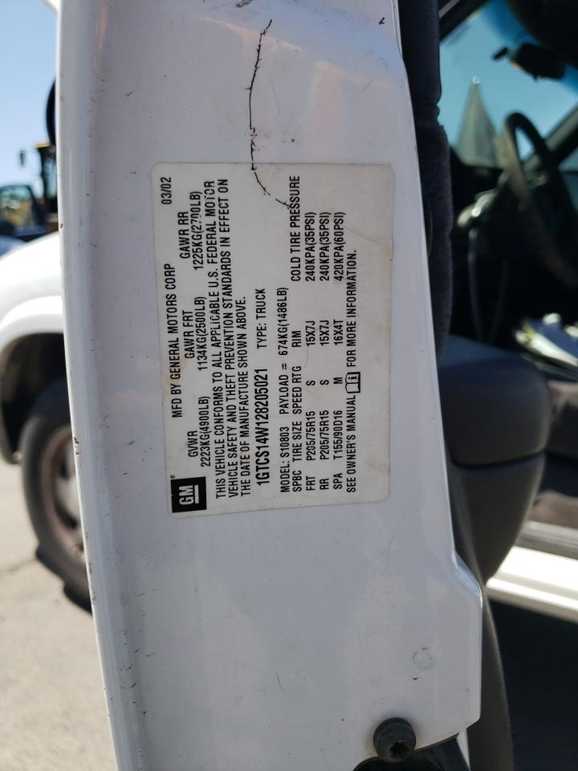 GM
MFD BY GENERAL MOTORS CORP 03/02
GVWR GAWR FRT GAWR RR
2223KG(4900LB) 1134KG(2500LB) 1225KG(2700LB)
THIS VEHICLE CONFORMS TO ALL APPLICABLE U.S. FEDERAL MOTOR
VEHICLE SAFETY AND THEFT PREVENTION STANDARDS IN EFFECT ON
THE DATE OF MANUFACTURE SHOWN ABOVE.
1GTCS14W128205021 TYPE: TRUCK
MODEL: S10803 PAYLOAD = 674KG(1486LB)
SPBC TIRE SIZE SPEED RTG RIM COLD TIRE PRESSURE
FRT P205/75R15 S 15X7J 240KPA(35PSI)
RR P205/75R15 S 15X7J 240KPA(35PSI)
SPA T155/90D16 M 16X4T 420KPA(60PSI)
SEE OWNER'S MANUAL FOR MORE INFORMATION.